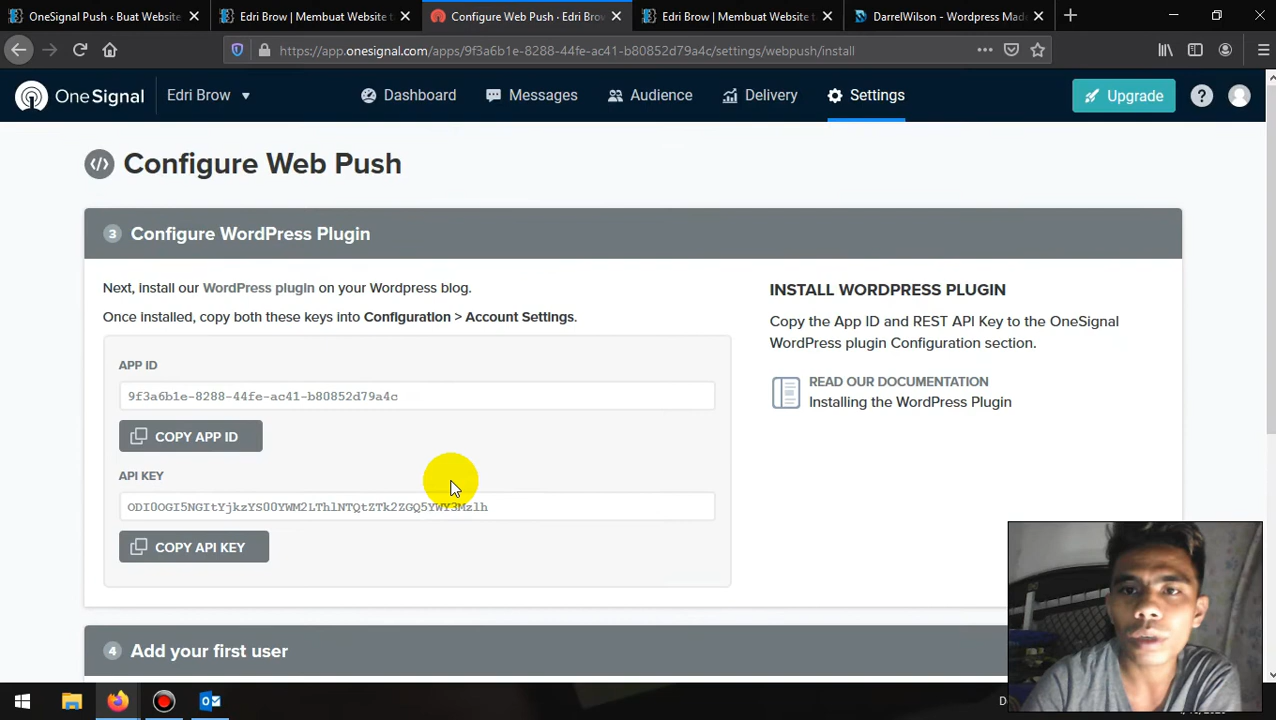 OneSignal Push ‹ Buat Website
Edri Brow | Membuat Website t
Configure Web Push · Edri Brow
Edri Brow | Membuat Website t
DarrelWilson - Wordpress Mad
https://app.onesignal.com/apps/9f3a6b1e-8288-44fe-ac41-b80852d79a4c/settings/webpush/install
OneSignal
Edri Brow
Dashboard
Messages
Audience
Delivery
Settings
Upgrade
Configure Web Push
3 Configure WordPress Plugin
Next, install our WordPress plugin on your Wordpress blog.
Once installed, copy both these keys into Configuration > Account Settings.
APP ID
9f3a6b1e-8288-44fe-ac41-b80852d79a4c
COPY APP ID
API KEY
ODI0OGI5NGItYjkzYS00YWM2LThlNTQtZTk2ZGQ5YWY3Mzlh
COPY API KEY
INSTALL WORDPRESS PLUGIN
Copy the App ID and REST API Key to the OneSignal
WordPress plugin Configuration section.
READ OUR DOCUMENTATION
Installing the WordPress Plugin
4 Add your first user